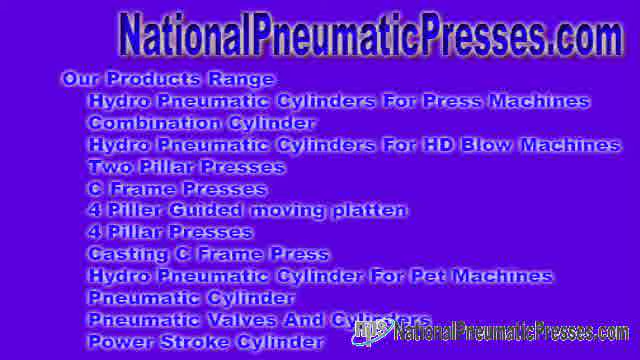 NationalPneumaticPresses.com
Our Products Range
Hydro Pneumatic Cylinders For Press Machines
Combination Cylinder
Hydro Pneumatic Cylinders For HD Blow Machines
Two Pillar Presses
C Frame Presses
4 Piller Guided moving platten
4 Pillar Presses
Casting C Frame Press
Hydro Pneumatic Cylinder For Pet Machines
Pneumatic Cylinder
Pneumatic Valves And Cylinders
NationalPneumaticPresses.com
Power Stroke Cylinder